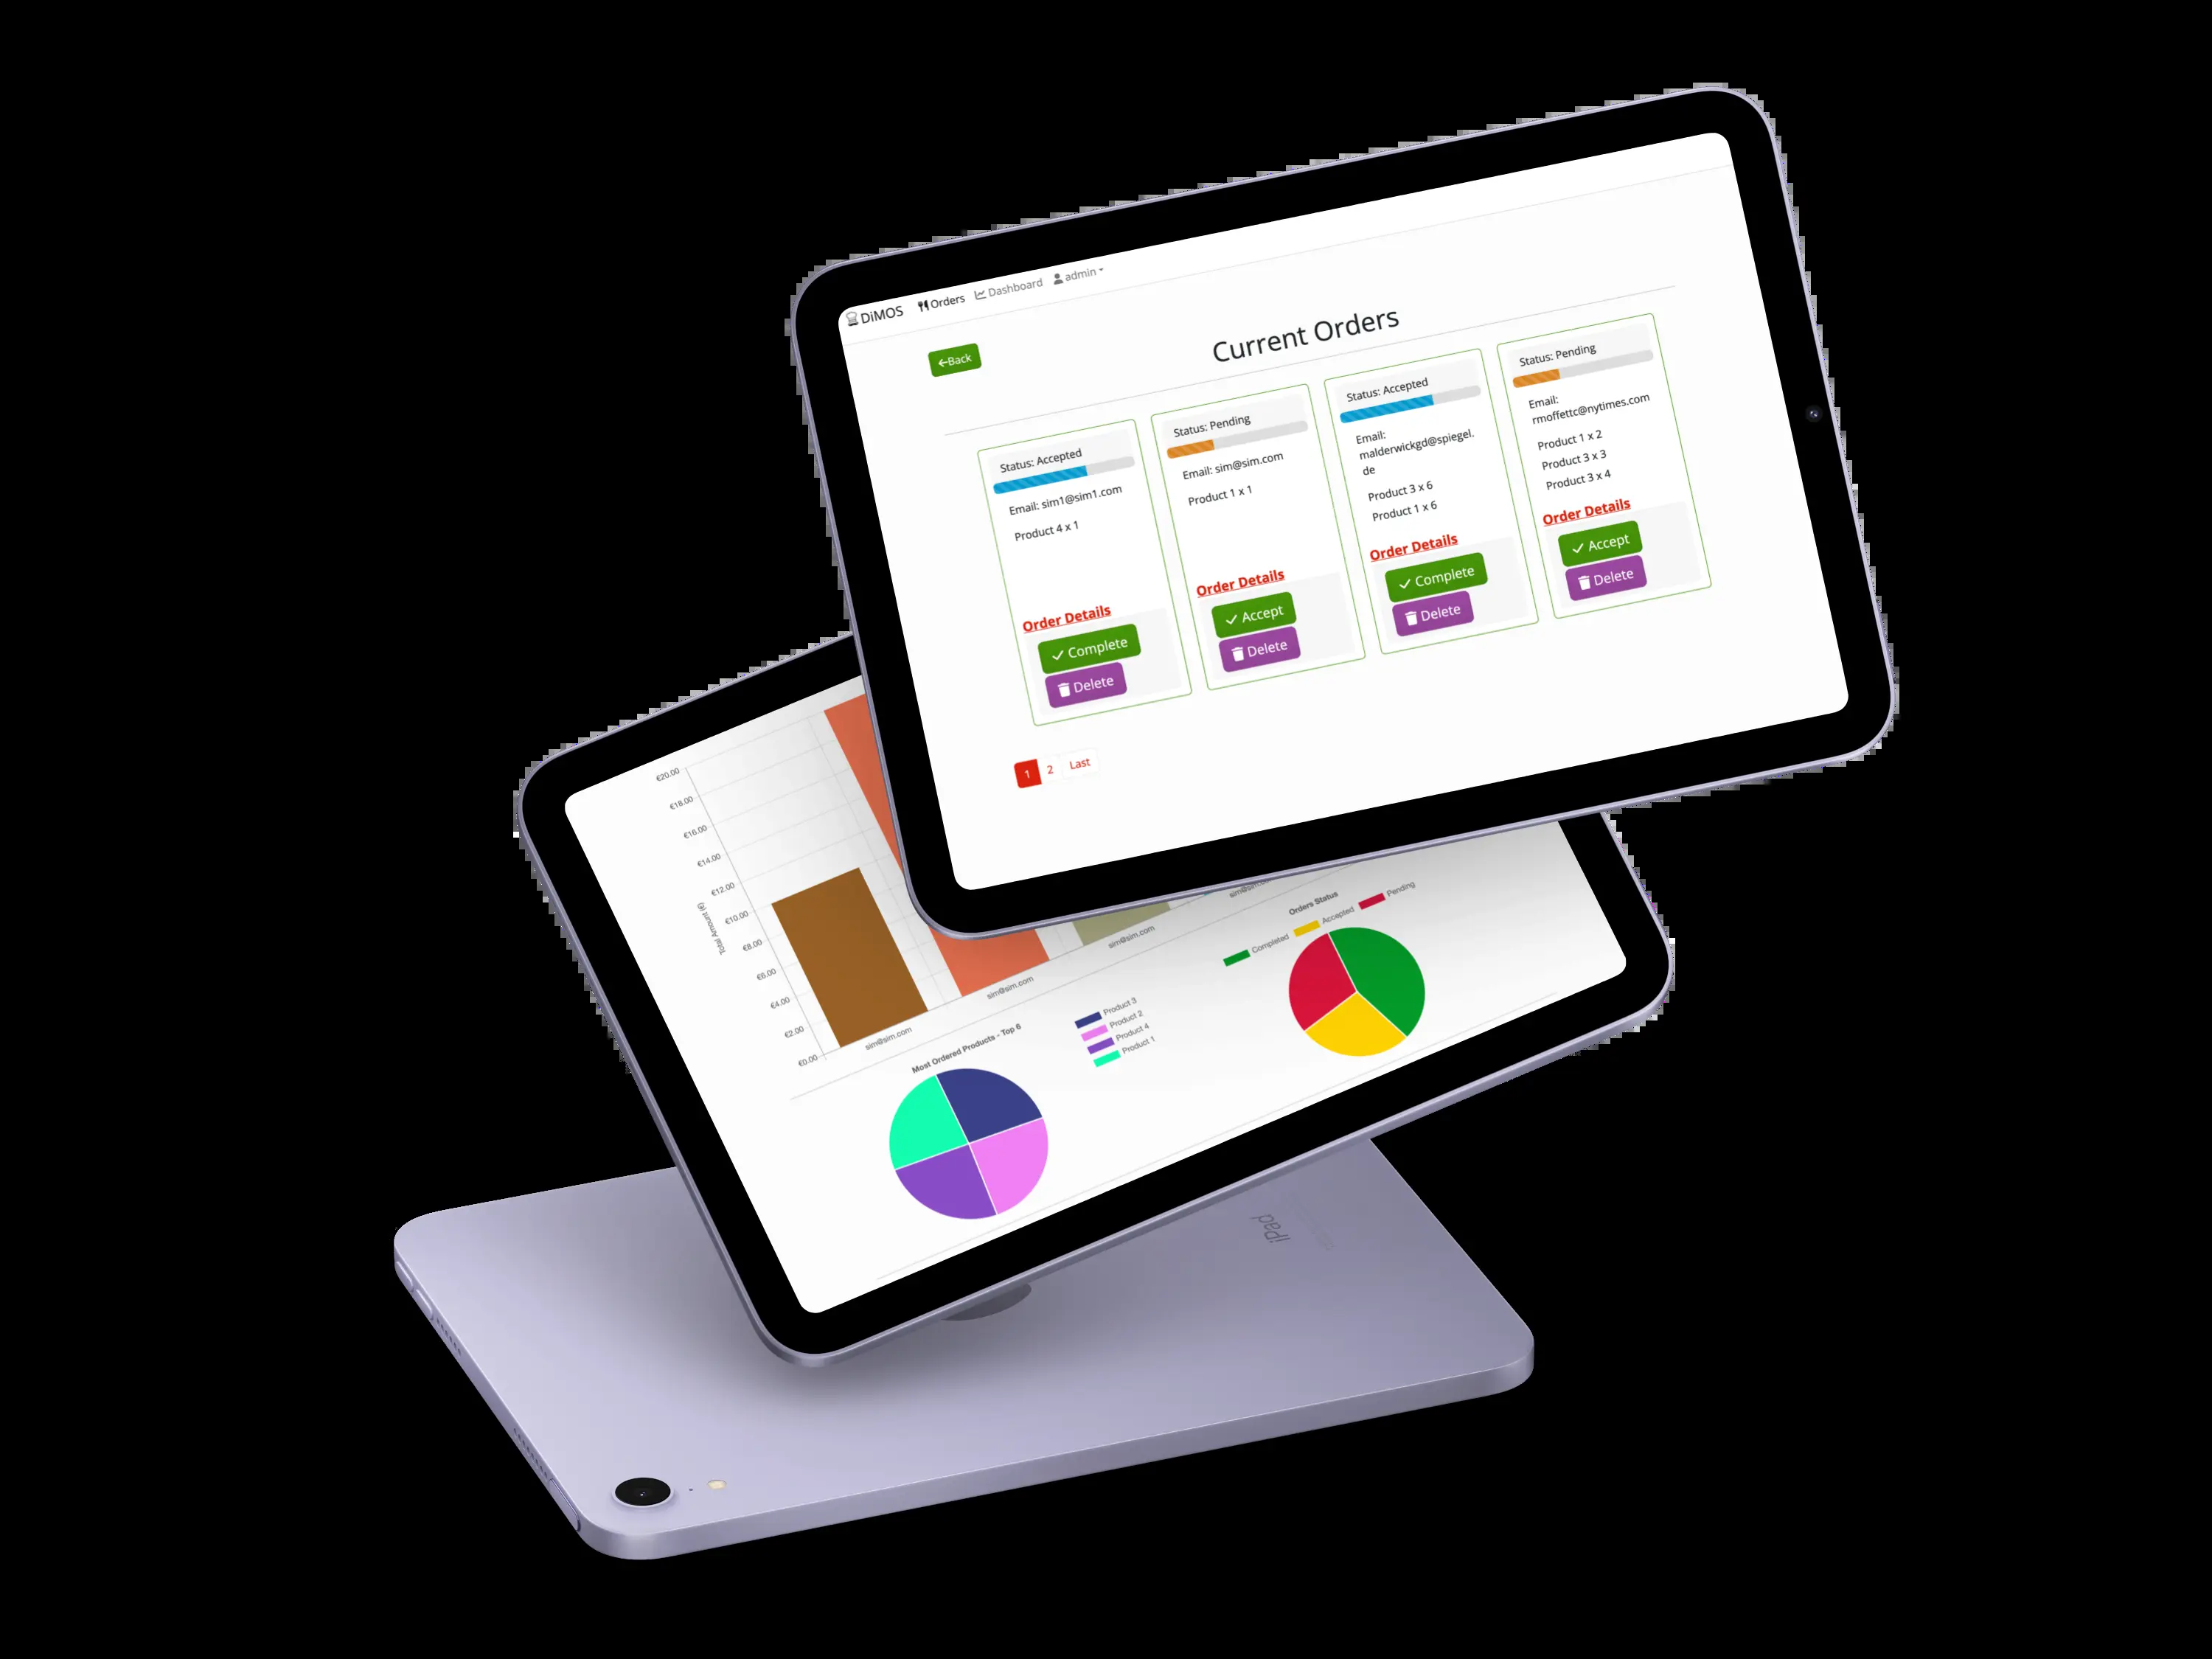 DiMOS Orders Dashboard admin
Back
Current Orders
Status: Accepted
Email: sim1@sim1.com
Product 4 x 1
Order Details
Complete
Delete
Status: Pending
Email: sim@sim.com
Product 1 x 1
Order Details
Accept
Delete
Status: Accepted
Email:
malderwickgd@spiegel.
de
Product 3 x 6
Product 1 x 6
Order Details
Complete
Delete
Status: Pending
Email:
rmoffettc@nytimes.com
Product 1 x 2
Product 3 x 3
Product 3 x 4
Order Details
Accept
Delete
1 2 Last
€20.00
€18.00
€16.00
€14.00
€12.00
€10.00
€8.00
€6.00
€4.00
€2.00
€0.00
Total Amount (€)
sim@sim.com
sim@sim.com
sim@sim.com
Most Ordered Products - Top 6
Product 3
Product 2
Product 4
Product 1
Orders Status
Completed Accepted Pending
iPad